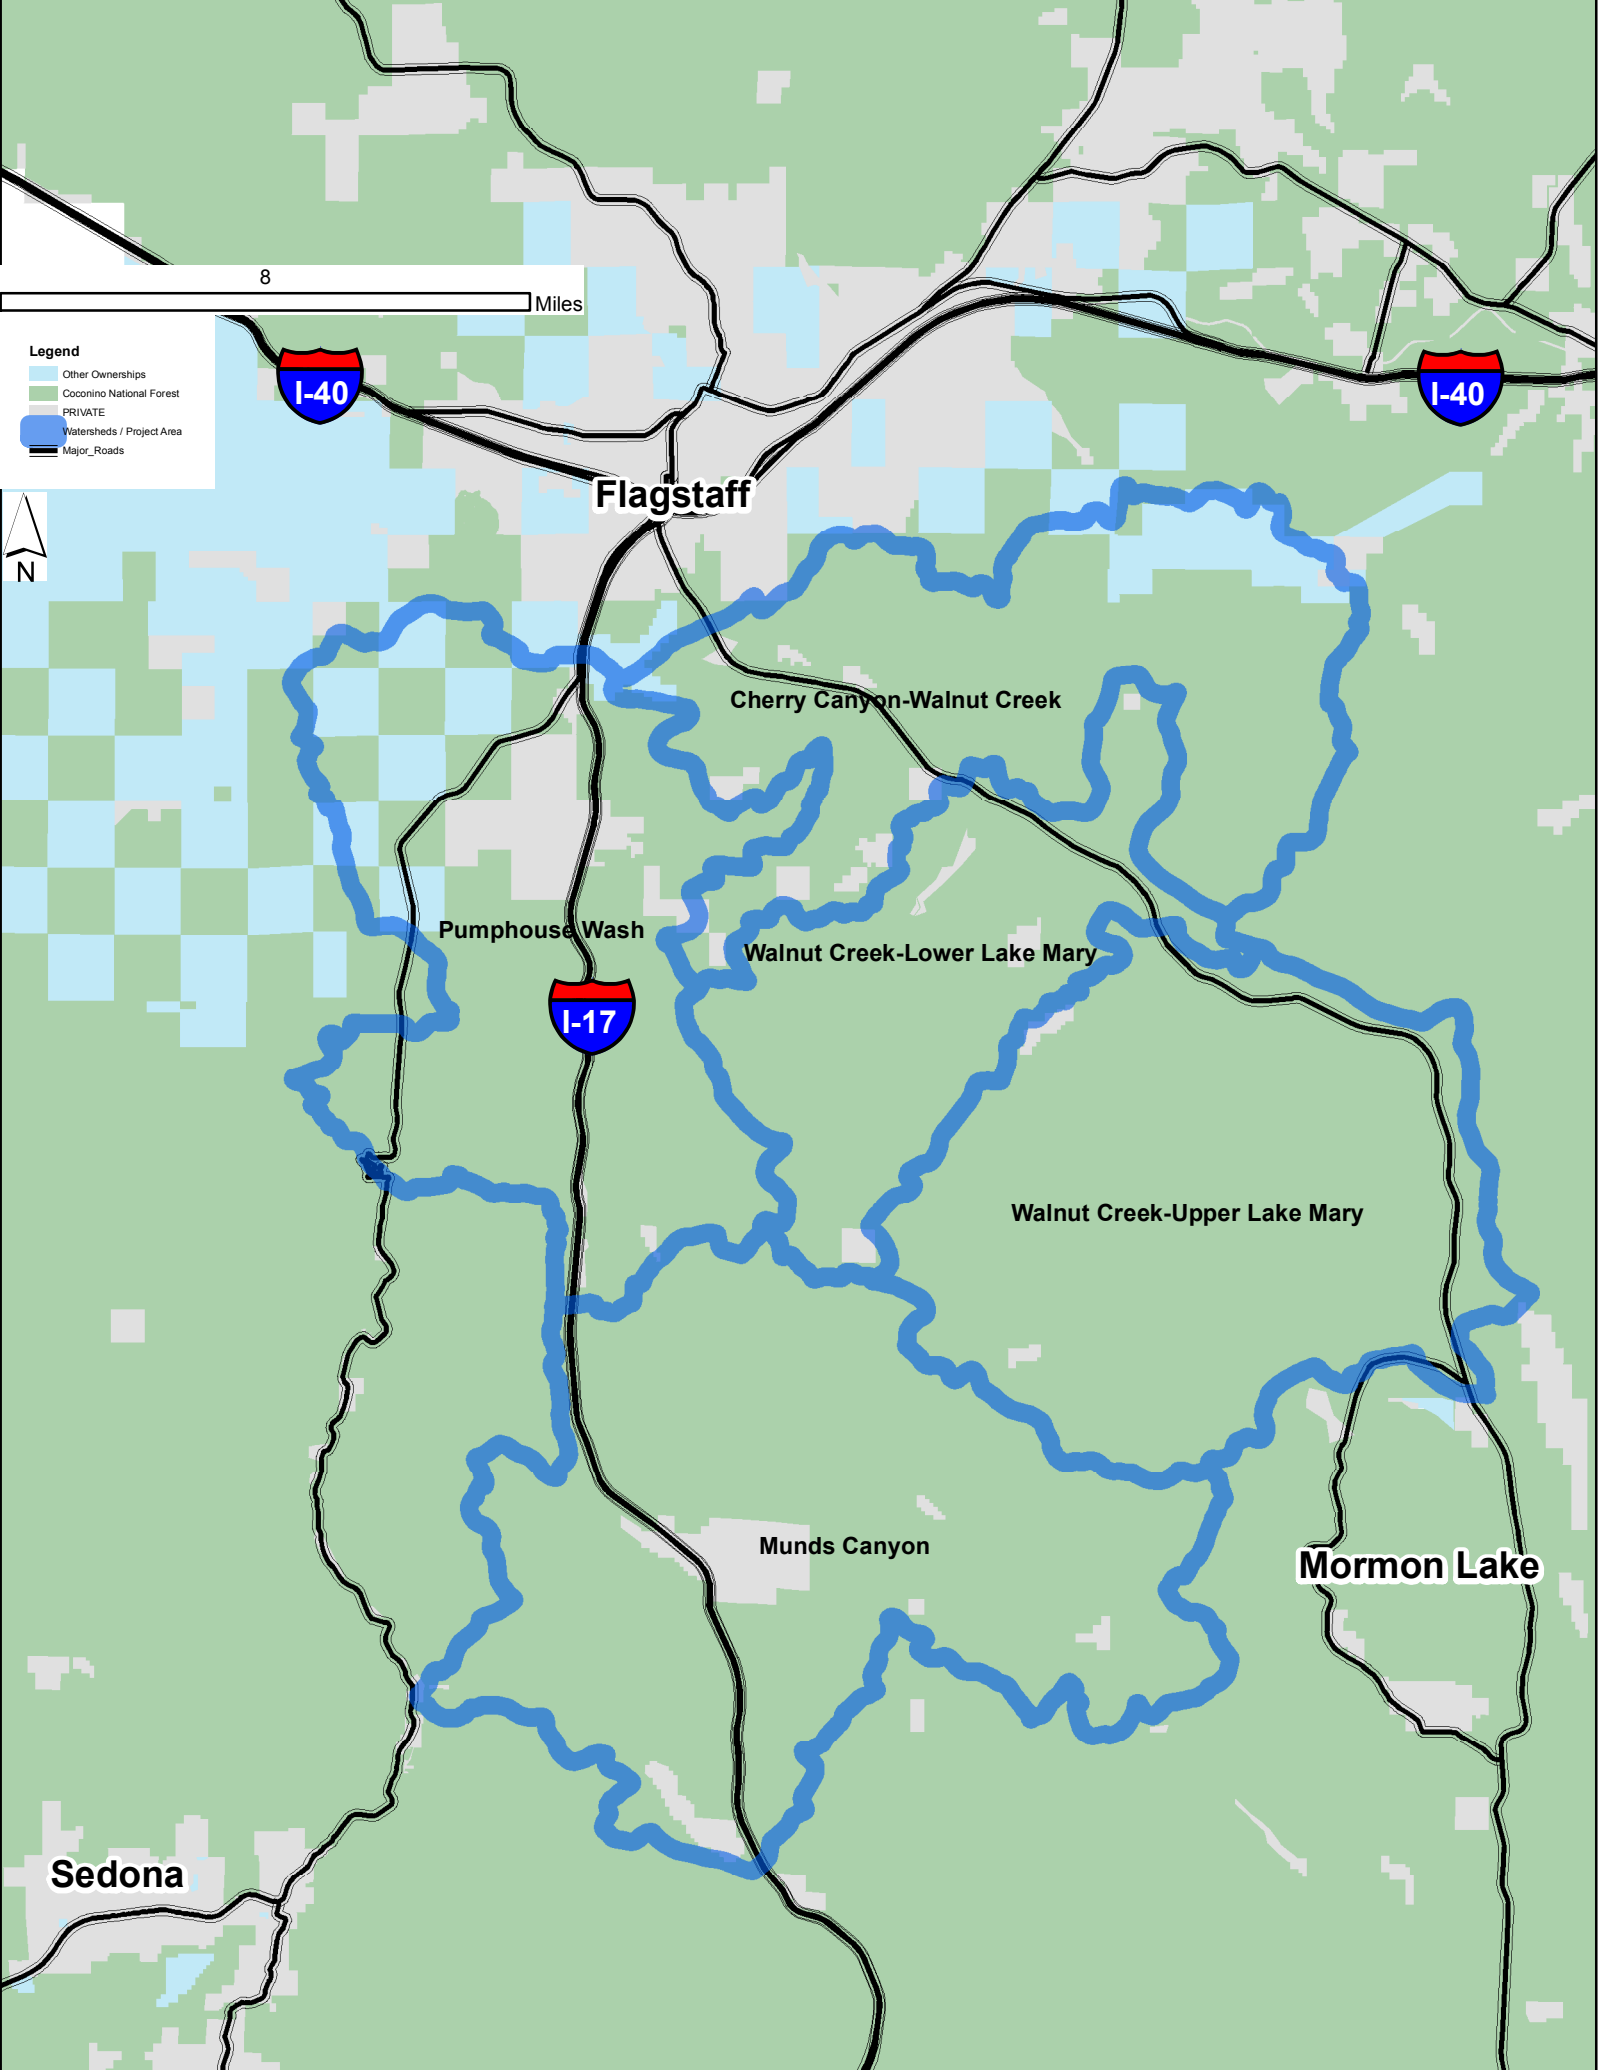 8
Miles
Legend
Other Ownerships
Coconino National Forest
PRIVATE
Watersheds / Project Area
Major_Roads
I-40
I-40
Flagstaff
N
Cherry Canyon-Walnut Creek
Pumphouse Wash
Walnut Creek-Lower Lake Mary
I-17
Walnut Creek-Upper Lake Mary
Munds Canyon
Mormon Lake
Sedona